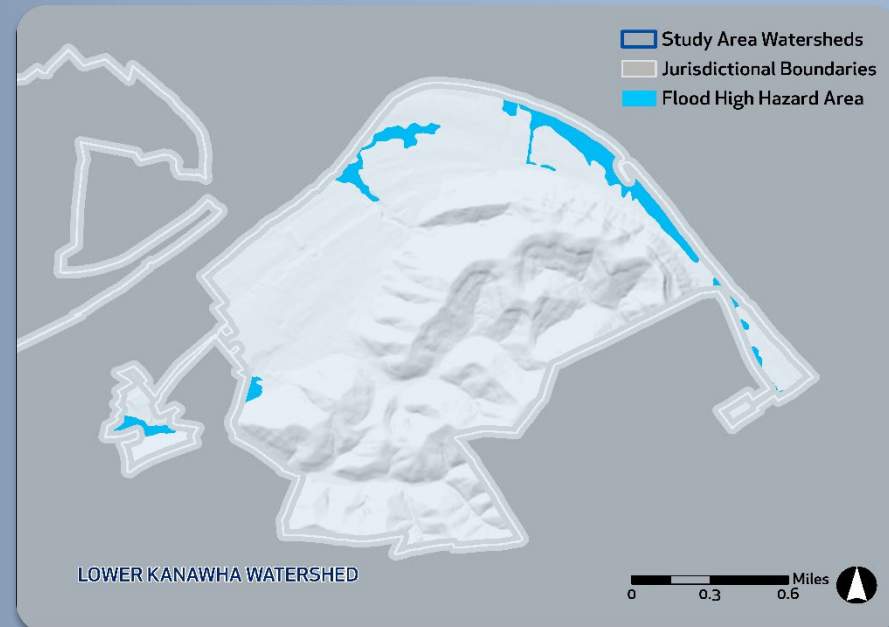 Study Area Watersheds
Jurisdictional Boundaries
Flood High Hazard Area
LOWER KANAWHA WATERSHED
Miles
0 0.3 0.6